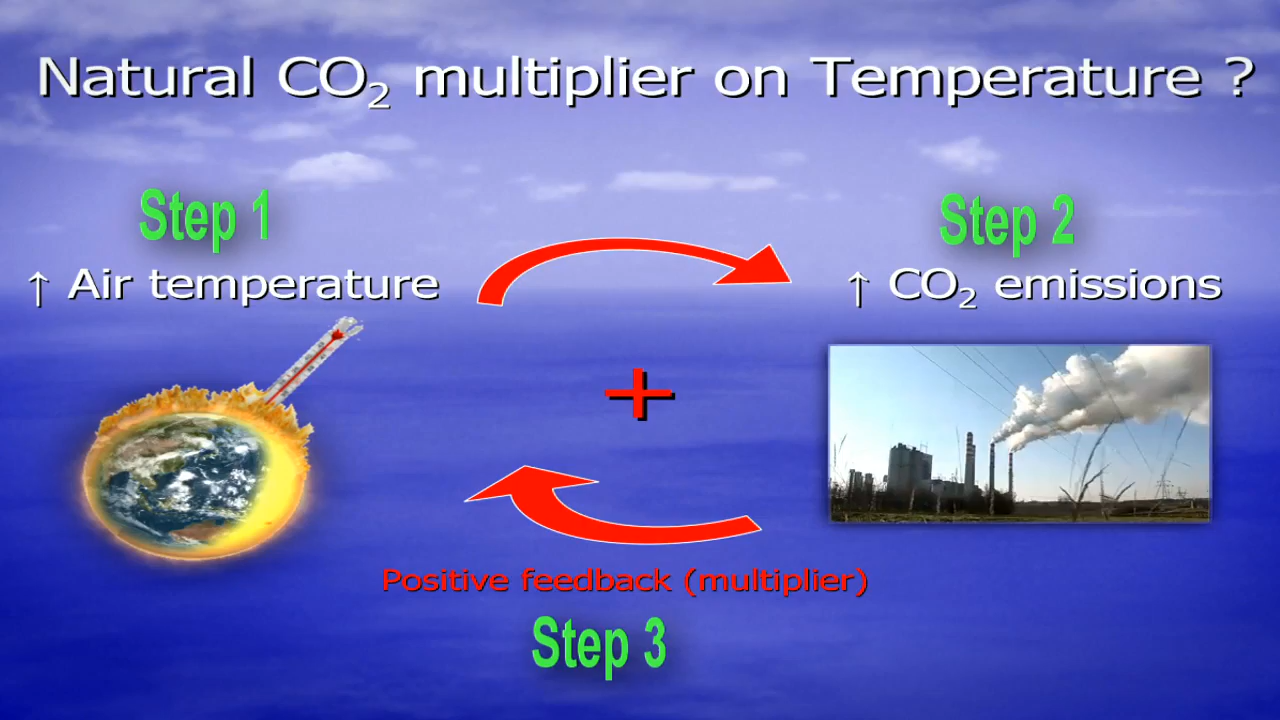 Natural CO₂ multiplier on Temperature ?
Step 1
Step 2
↑ Air temperature
↑ CO₂ emissions
+
Positive feedback (multiplier)
Step 3